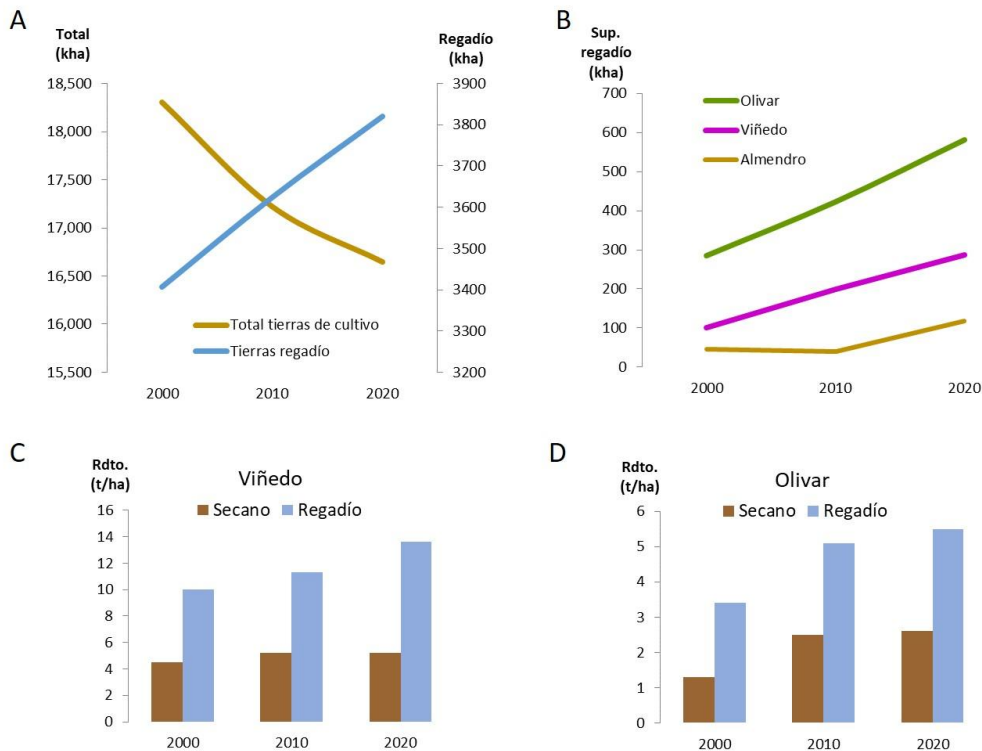 A
Total
(kha)
Regadío
(kha)
18,500
18,000
17,500
17,000
16,500
16,000
15,500
3900
3800
3700
3600
3500
3400
3300
3200
Total tierras de cultivo
Tierras regadío
2000
2010
2020
B
Sup.
regadío
(kha)
700
600
500
400
300
200
100
0
Olivar
Viñedo
Almendro
2000
2010
2020
C
Rdto.
(t/ha)
Viñedo
Secano
Regadío
16
14
12
10
8
6
4
2
0
2000
2010
2020
D
Rdto.
(t/ha)
Olivar
Secano
Regadío
6
5
4
3
2
1
0
2000
2010
2020